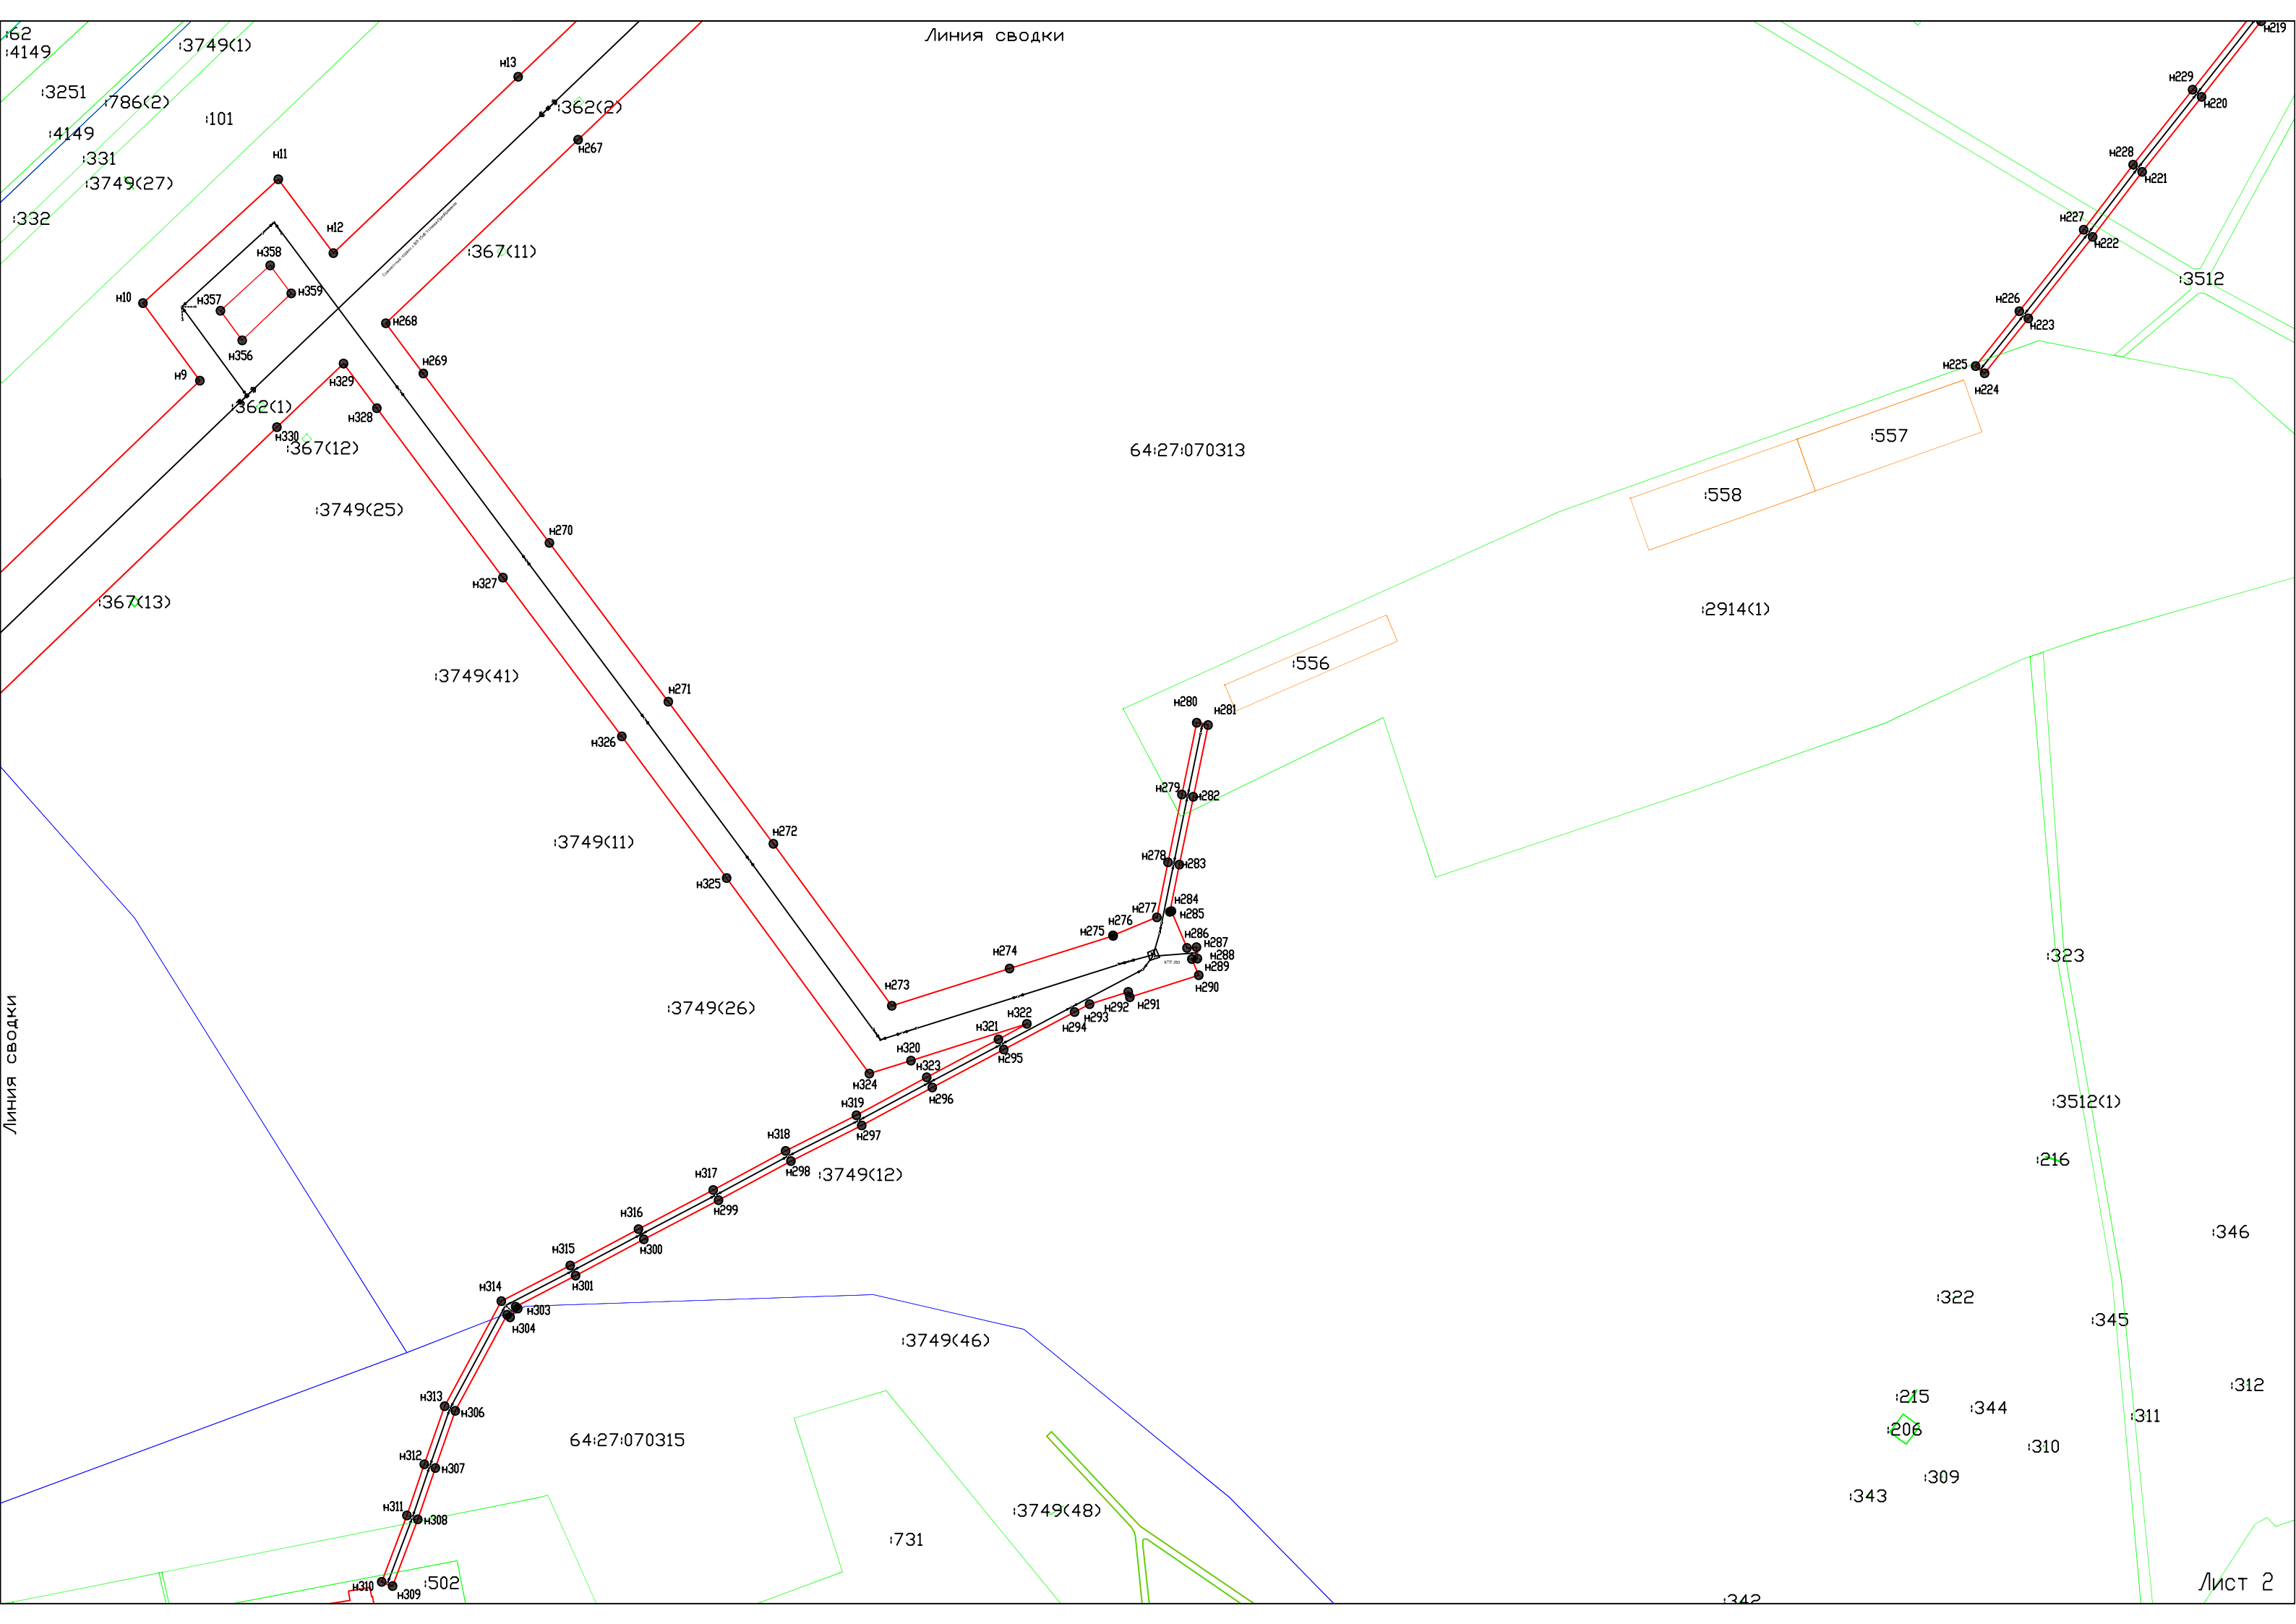 Линия сводки
:62
:4149
:3749(1)
:3251
:786(2)
:101
:4149
:331
:3749(27)
:332
н13
:362(2)
н267
н11
н12
:367(11)
н10
н358
н357
н359
н356
н268
н269
н9
н329
н328
:362(1)
н330
:367(12)
:3749(25)
н219
н229
н220
н228
н221
н227
н222
:3512
н226
н223
н225
н224
:557
:558
64:27:070313
н270
н327
:367(13)
:2914(1)
:556
:3749(41)
н271
н326
н280
н281
н279
н282
:3749(11)
н272
н325
н278
н283
н284
н285
н277
н276
н275
н286
н287
н288
н289
н290
н274
н273
н291
н292
н293
н294
:3749(26)
н322
н321
н295
н320
н323
н324
н296
н319
н297
н318
н298
:3749(12)
н317
н299
н316
н300
н315
н301
н314
н303
н304
:3749(46)
н313
н306
64:27:070315
н312
н307
н311
н308
н310
н309
:502
:731
:3749(48)
:323
:3512(1)
:216
:346
:322
:345
:312
:215
:344
:311
:206
:310
:309
:343
:342
Линия сводки
Лист 2